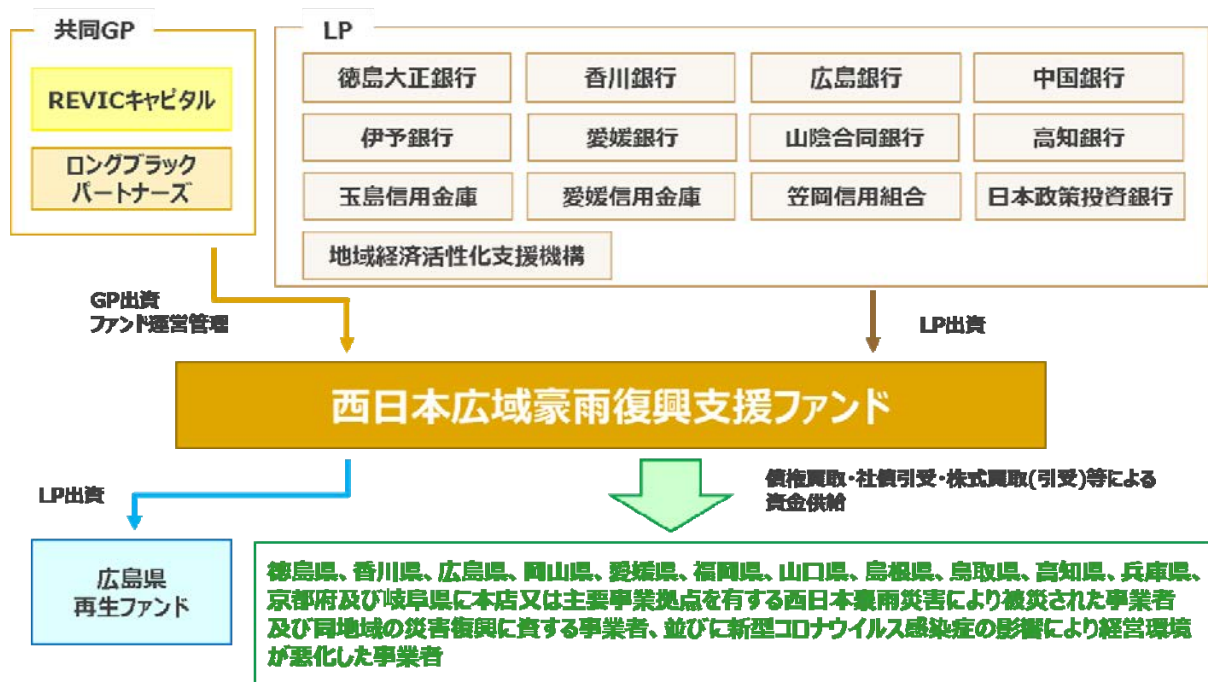 共同GP
REVICキャピタル
ロングブラック
パートナーズ
LP
徳島大正銀行
香川銀行
広島銀行
中国銀行
伊予銀行
愛媛銀行
山陰合同銀行
高知銀行
玉島信用金庫
愛媛信用金庫
笠岡信用組合
日本政策投資銀行
地域経済活性化支援機構
GP出資
ファンド運営管理
LP出資
西日本広域豪雨復興支援ファンド
LP出資
債権買取・社債引受・株式買取(引受)等による
資金供給
広島県
再生ファンド
徳島県、香川県、広島県、岡山県、愛媛県、福岡県、山口県、島根県、鳥取県、高知県、兵庫県、
京都府及び岐阜県に本店又は主要事業拠点を有する西日本豪雨災害により被災された事業者
及び同地域の災害復興に資する事業者、並びに新型コロナウイルス感染症の影響により経営環境
が悪化した事業者